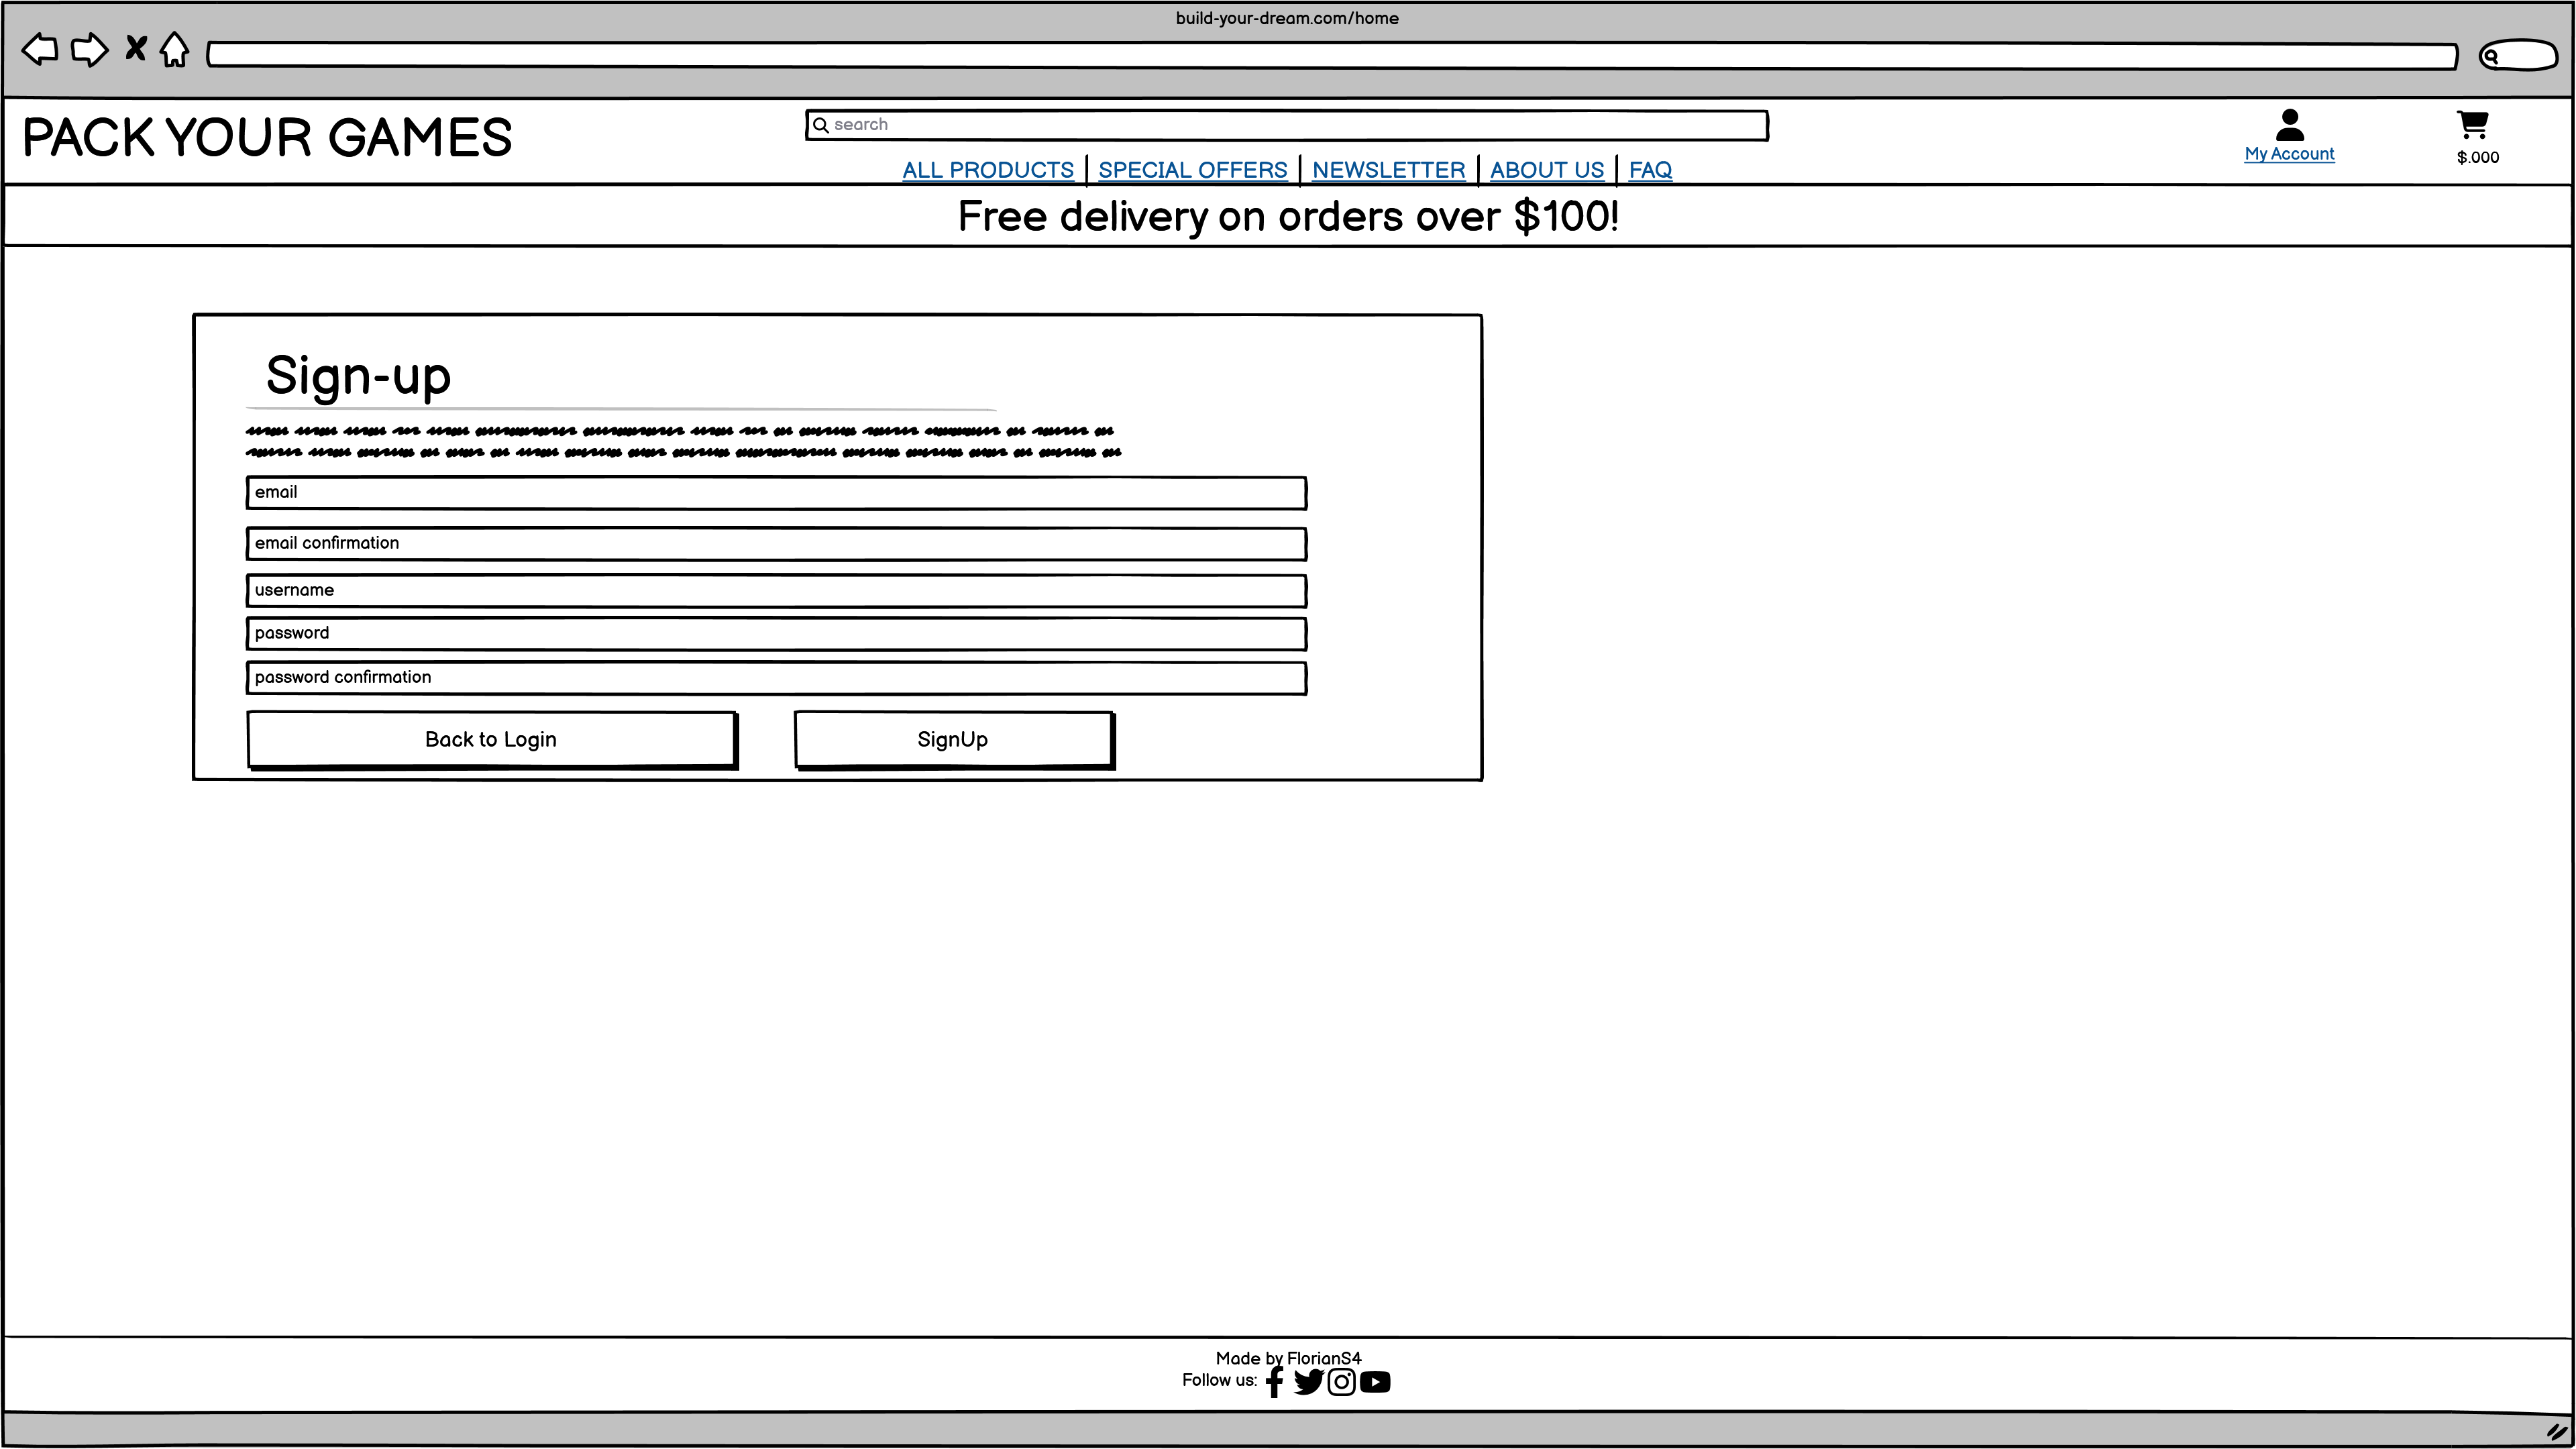 build-your-dream.com/home
PACK YOUR GAMES
search
My Account
$.000
ALL PRODUCTS SPECIAL OFFERS NEWSLETTER ABOUT US FAQ
Free delivery on orders over $100!
Sign-up
email
email confirmation
username
password
password confirmation
Back to Login SignUp
Made by FlorianS4
Follow us: